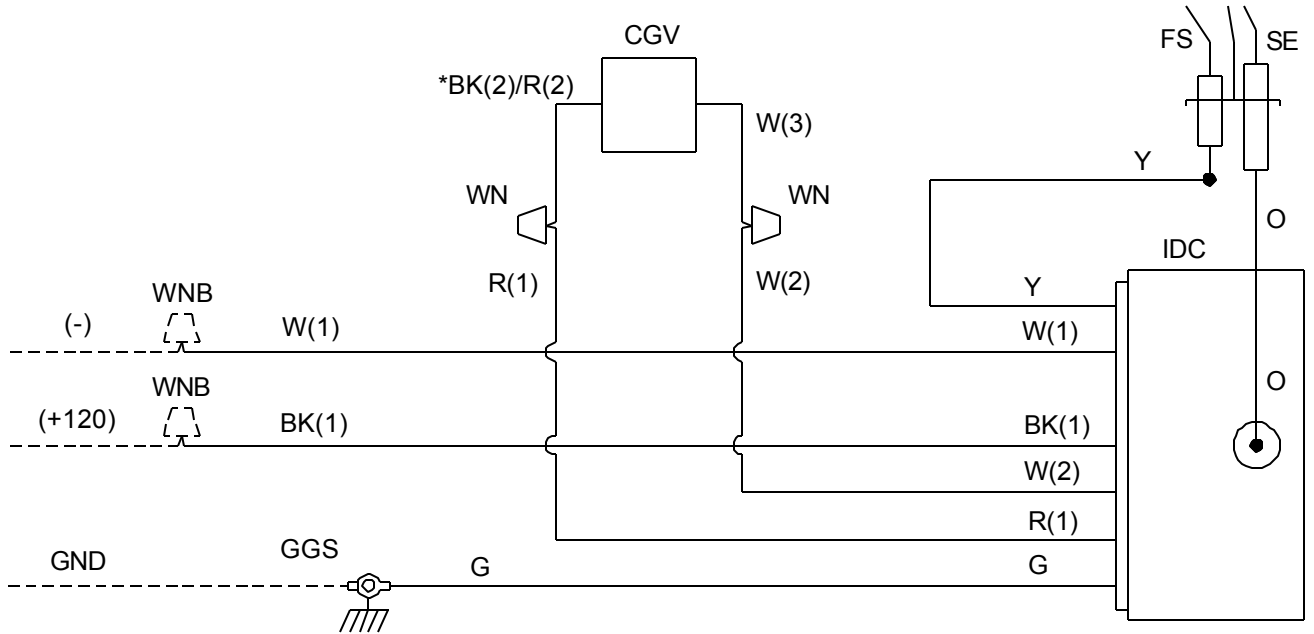 CGV
FS
SE
*BK(2)/R(2)
W(3)
Y
WN
WN
O
IDC
R(1)
W(2)
WNB
Y
(-)
W(1)
W(1)
WNB
O
(+120)
BK(1)
BK(1)
W(2)
R(1)
GND
GGS
G
G